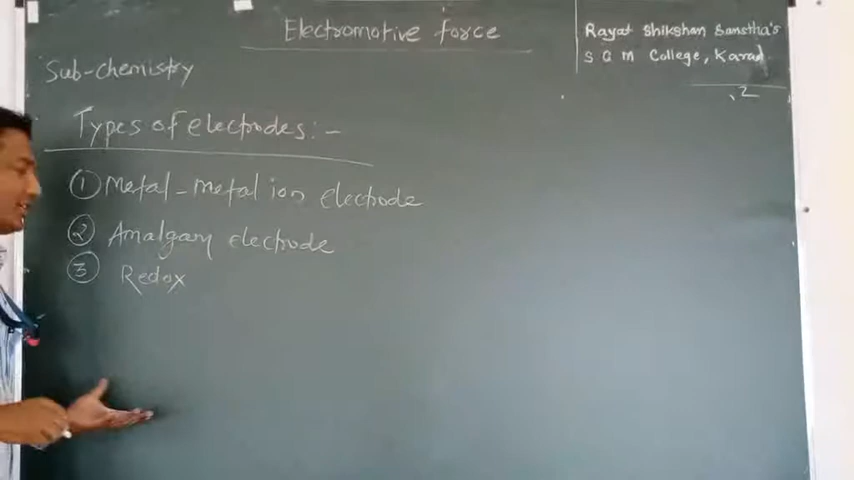 Electromotive force
Rayat Shikshan Sanstha's
S G M College, Karad
2
Sub-Chemistry
Types of electrodes:-
① Metal-metal ion electrode
② Amalgam electrode
③ Redox